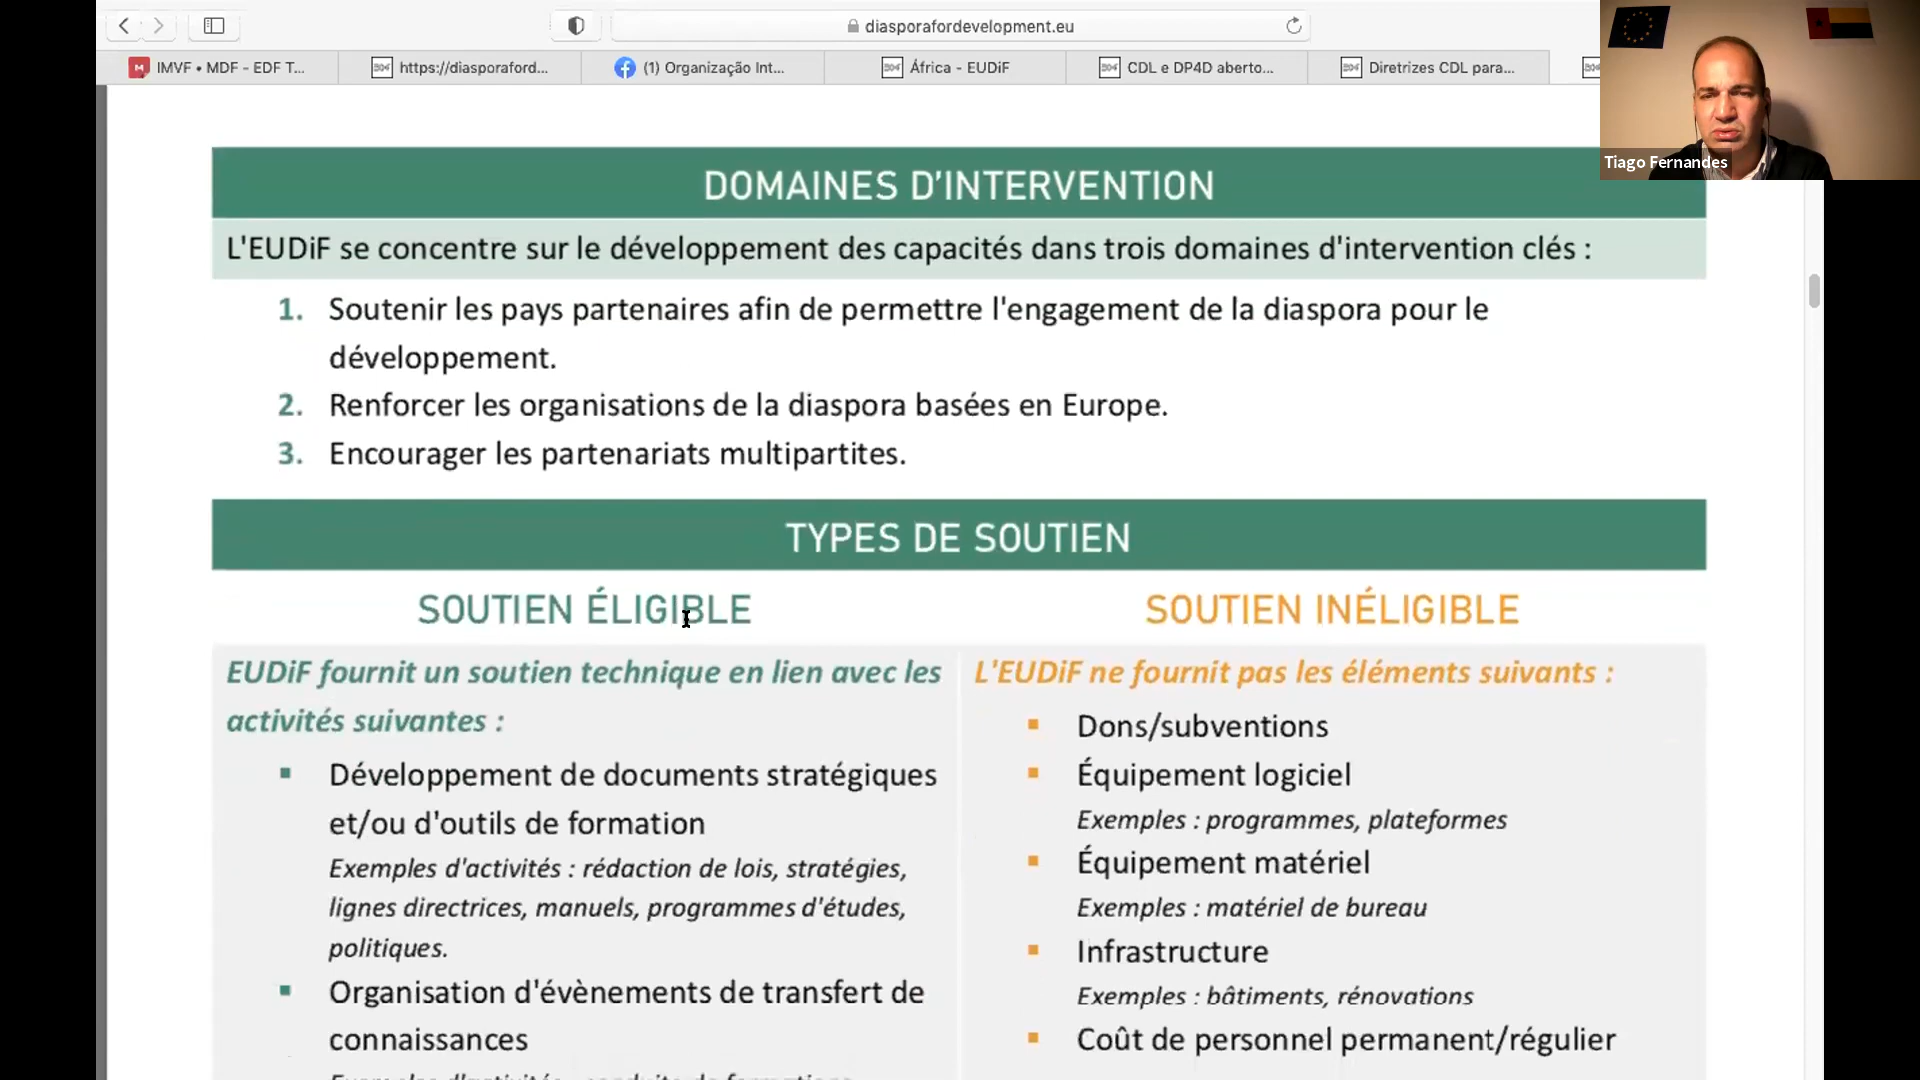 diasporafordevelopment.eu
IMVF • MDF - EDF T...
https://diasporaford...
(1) Organização Int...
África - EUDiF
CDL e DP4D aberto...
Diretrizes CDL para...
Tiago Fernandes
DOMAINES D'INTERVENTION
L'EUDiF se concentre sur le développement des capacités dans trois domaines d'intervention clés :
1. Soutenir les pays partenaires afin de permettre l'engagement de la diaspora pour le
développement.
2. Renforcer les organisations de la diaspora basées en Europe.
3. Encourager les partenariats multipartites.
TYPES DE SOUTIEN
SOUTIEN ÉLIGIBLE
EUDiF fournit un soutien technique en lien avec les
activités suivantes :
Développement de documents stratégiques
et/ou d'outils de formation
Exemples d'activités : rédaction de lois, stratégies,
lignes directrices, manuels, programmes d'études,
politiques.
Organisation d'évènements de transfert de
connaissances
SOUTIEN INÉLIGIBLE
L'EUDiF ne fournit pas les éléments suivants :
Dons/subventions
Équipement logiciel
Exemples : programmes, plateformes
Équipement matériel
Exemples : matériel de bureau
Infrastructure
Exemples : bâtiments, rénovations
Coût de personnel permanent/régulier